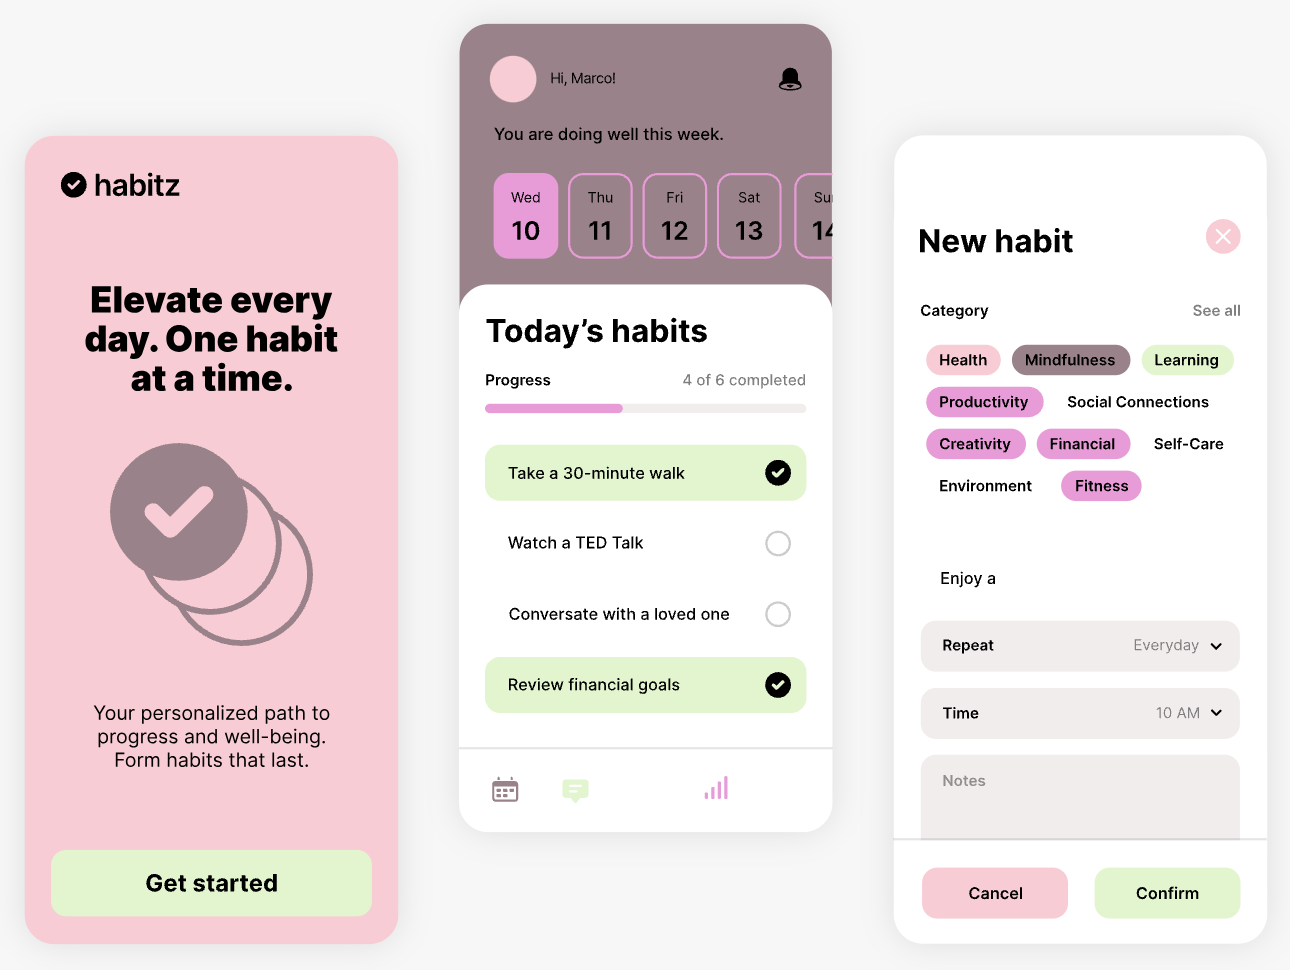 habitz
Elevate every
day. One habit
at a time.
Your personalized path to
progress and well-being.
Form habits that last.
Get started
Hi, Marco!
You are doing well this week.
Wed Thu Fri Sat Su
10 11 12 13 14
Today’s habits
Progress 4 of 6 completed
Take a 30-minute walk
Watch a TED Talk
Conversate with a loved one
Review financial goals
New habit
Category See all
Health Mindfulness Learning
Productivity Social Connections
Creativity Financial Self-Care
Environment Fitness
Enjoy a
Repeat Everyday
Time 10 AM
Notes
Cancel Confirm